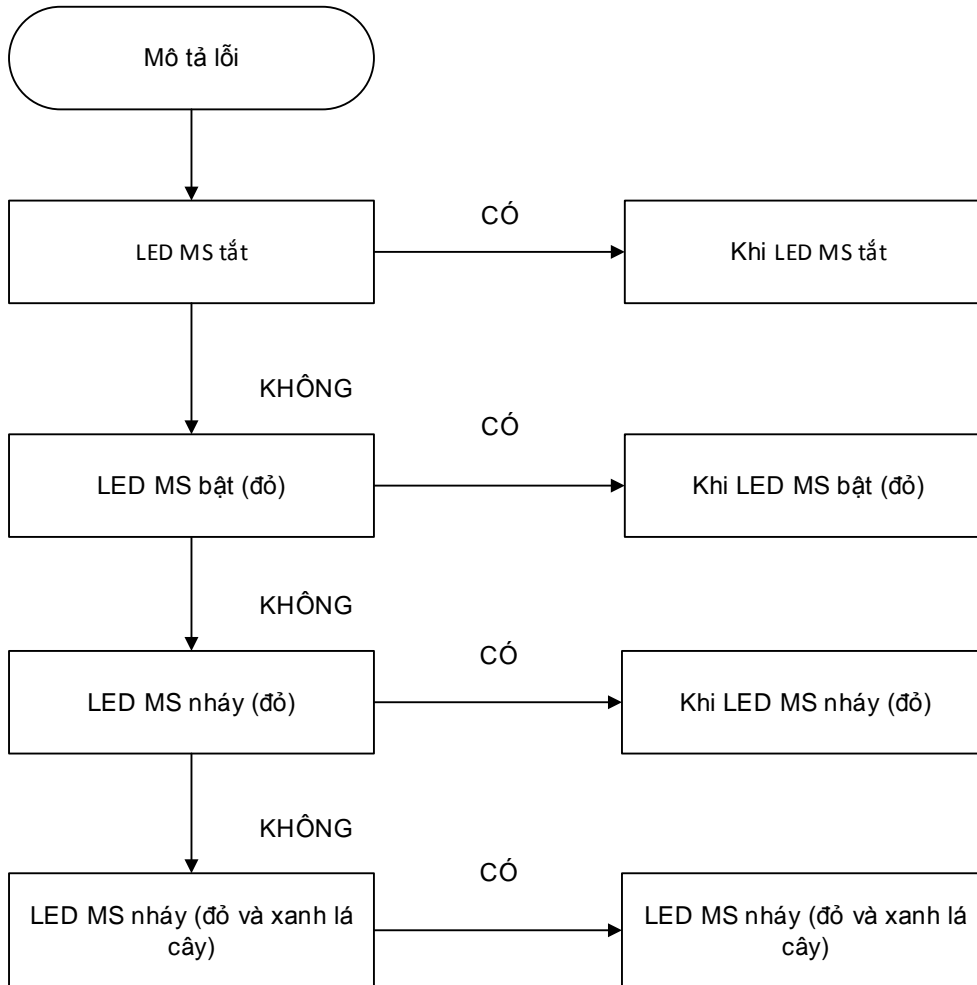 Mô tả lỗi
CÓ
LED MS tắt
Khi LED MS tắt
KHÔNG
CÓ
LED MS bật (đỏ)
Khi LED MS bật (đỏ)
KHÔNG
CÓ
LED MS nháy (đỏ)
Khi LED MS nháy (đỏ)
KHÔNG
CÓ
LED MS nháy (đỏ và xanh lá
cây)
LED MS nháy (đỏ và xanh lá
cây)